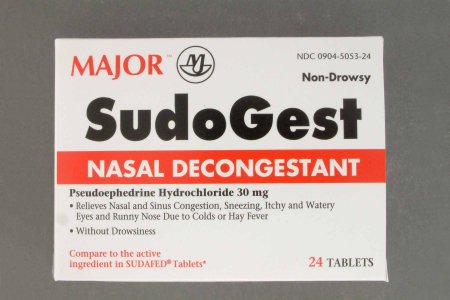 NDC 0904-5053-24
MAJOR™ M
Non-Drowsy
SudoGest
NASAL DECONGESTANT
Pseudoephedrine Hydrochloride 30 mg
• Relieves Nasal and Sinus Congestion, Sneezing, Itchy and Watery
Eyes and Runny Nose Due to Colds or Hay Fever
• Without Drowsiness
Compare to the active
ingredient in SUDAFED® Tablets*
24 TABLETS